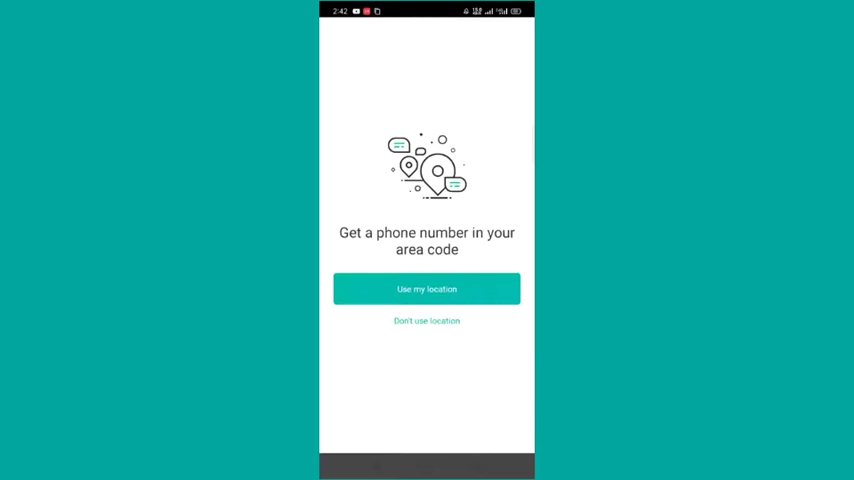 2:42
Get a phone number in your
area code
Use my location
Don't use location